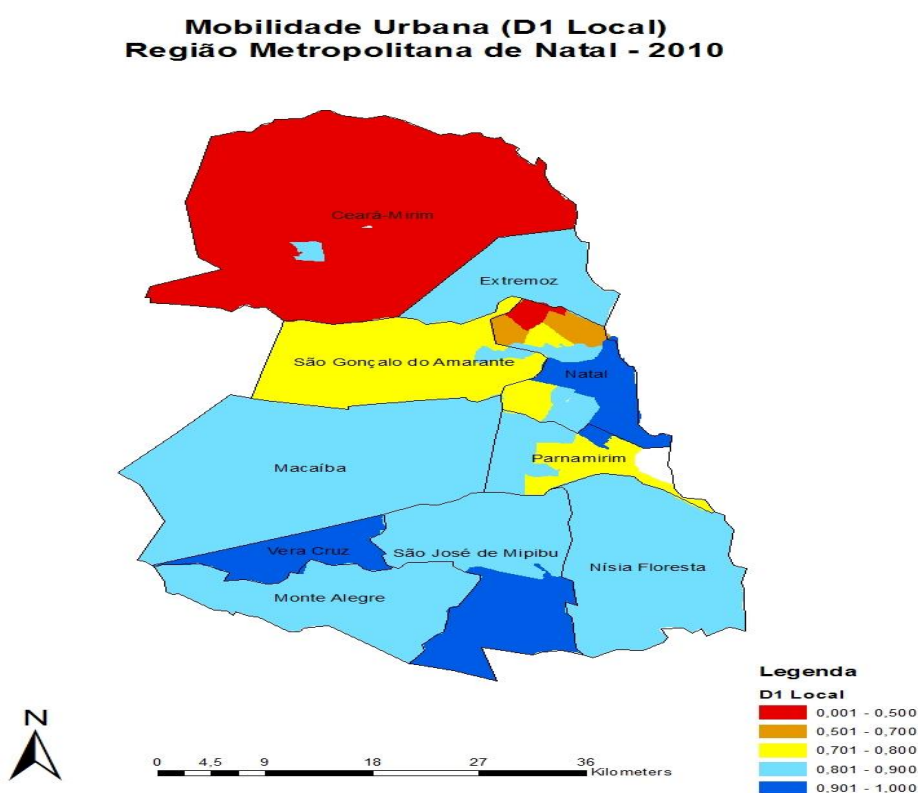 Mobilidade Urbana (D1 Local)
Região Metropolitana de Natal - 2010
Ceará-Mirim
Extremoz
São Gonçalo do Amarante
Natal
Macaíba
Parnamirim
Vera Cruz
São José de Mipibu
Nísia Floresta
Monte Alegre
Legenda
D1 Local
0,001 - 0,500
0,501 - 0,700
0,701 - 0,800
0,801 - 0,900
0,901 - 1,000
N
0 4,5 9 18 27 36
Kilometers